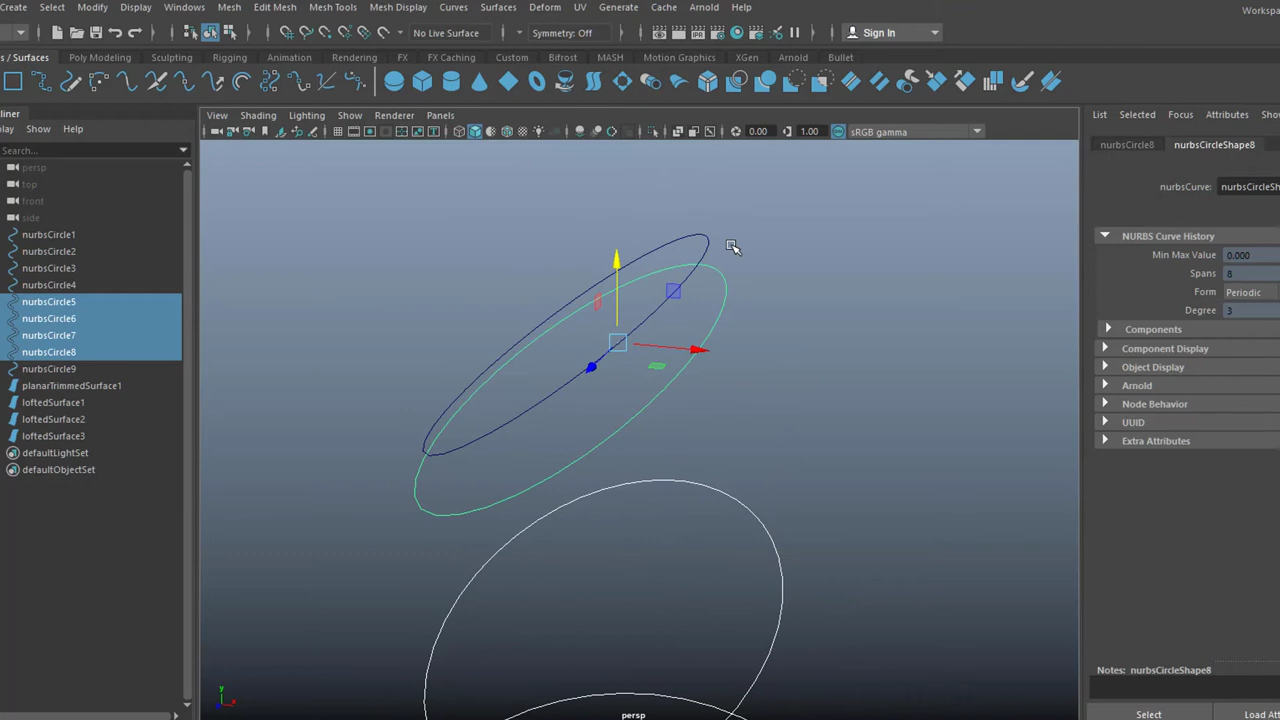 Create Select Modify Display Windows Mesh Edit Mesh Mesh Tools Mesh Display Curves Surfaces Deform UV Generate Cache Arnold Help
Workspa
No Live Surface Symmetry: Off Sign In
/ Surfaces Poly Modeling Sculpting Rigging Animation Rendering FX FX Caching Custom Bifrost MASH Motion Graphics XGen Arnold Bullet
liner
play Show Help
Search...
persp
top
front
side
nurbsCircle1
nurbsCircle2
nurbsCircle3
nurbsCircle4
nurbsCircle5
nurbsCircle6
nurbsCircle7
nurbsCircle8
nurbsCircle9
planarTrimmedSurface1
loftedSurface1
loftedSurface2
loftedSurface3
defaultLightSet
defaultObjectSet
View Shading Lighting Show Renderer Panels
0.00 1.00 sRGB gamma
y
x
persp
List Selected Focus Attributes Sho
nurbsCircle8 nurbsCircleShape8
nurbsCurve: nurbsCircleSh
NURBS Curve History
Min Max Value 0.000
Spans 8
Form Periodic
Degree 3
Components
Component Display
Object Display
Arnold
Node Behavior
UUID
Extra Attributes
Notes: nurbsCircleShape8
Select Load At